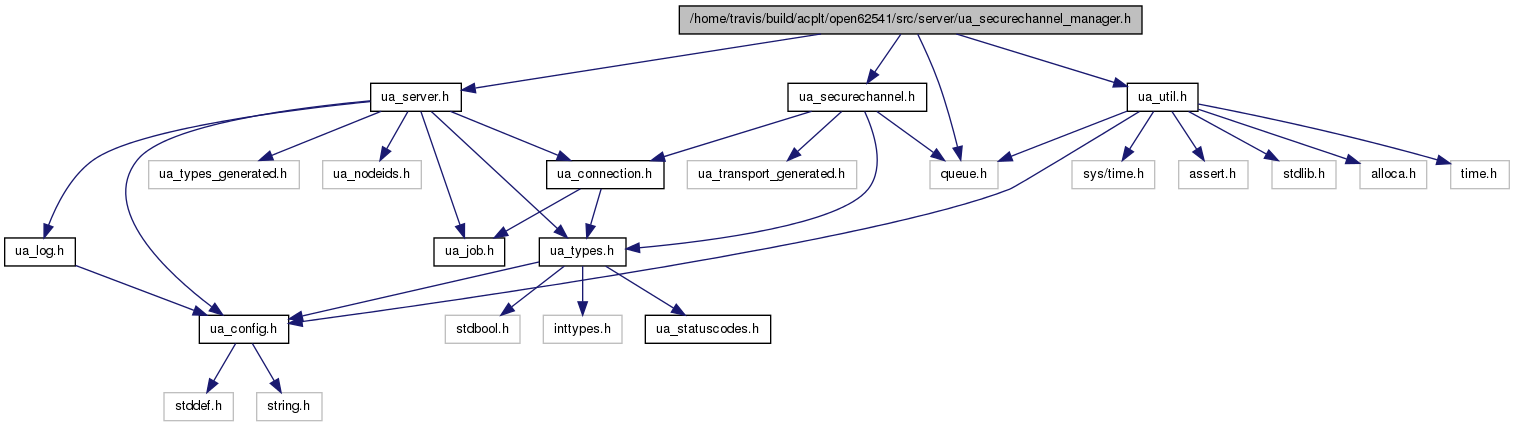 /home/travis/build/acplt/open62541/src/server/ua_securechannel_manager.h
ua_server.h
ua_securechannel.h
ua_util.h
ua_types_generated.h
ua_nodeids.h
ua_connection.h
ua_transport_generated.h
queue.h
sys/time.h
assert.h
stdlib.h
alloca.h
time.h
ua_log.h
ua_job.h
ua_types.h
ua_config.h
stdbool.h
inttypes.h
ua_statuscodes.h
stddef.h
string.h